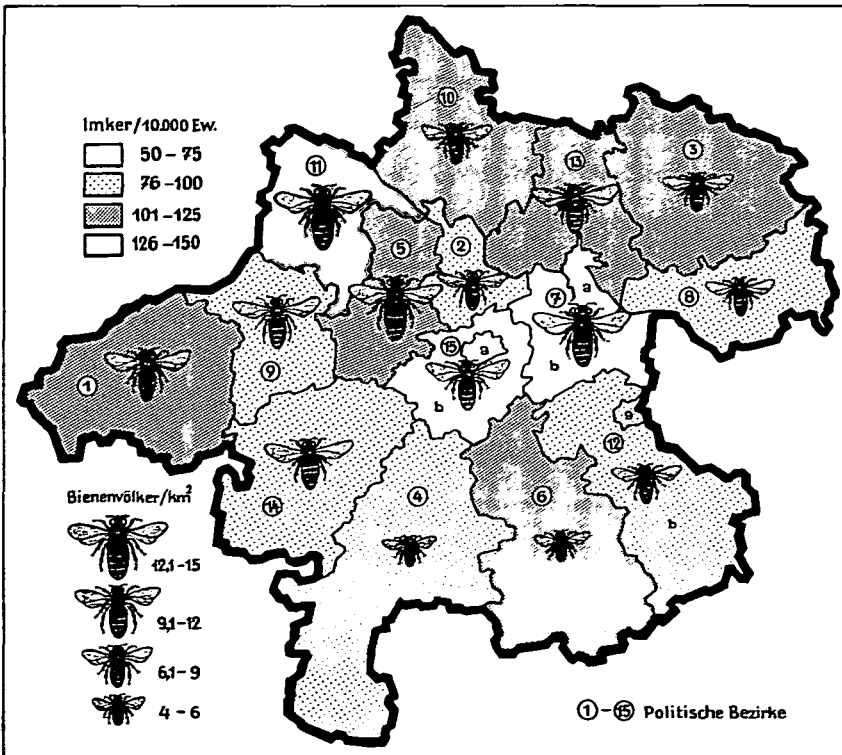 Imker/10.000 Ew.
50 – 75
76 – 100
101 – 125
126 – 150
10
13
3
11
5
2
7
a
8
15
a
b
b
1
9
a
12
14
4
6
b
Bienenvölker/km²
12,1 – 15
9,1 – 12
6,1 – 9
4 – 6
1 – 15 Politische Bezirke